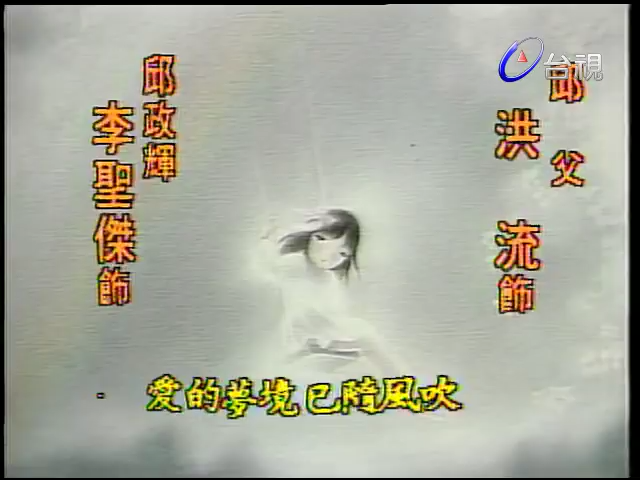 台視
邱父
洪流飾
邱政輝
李聖傑飾
愛的夢境已隨風吹